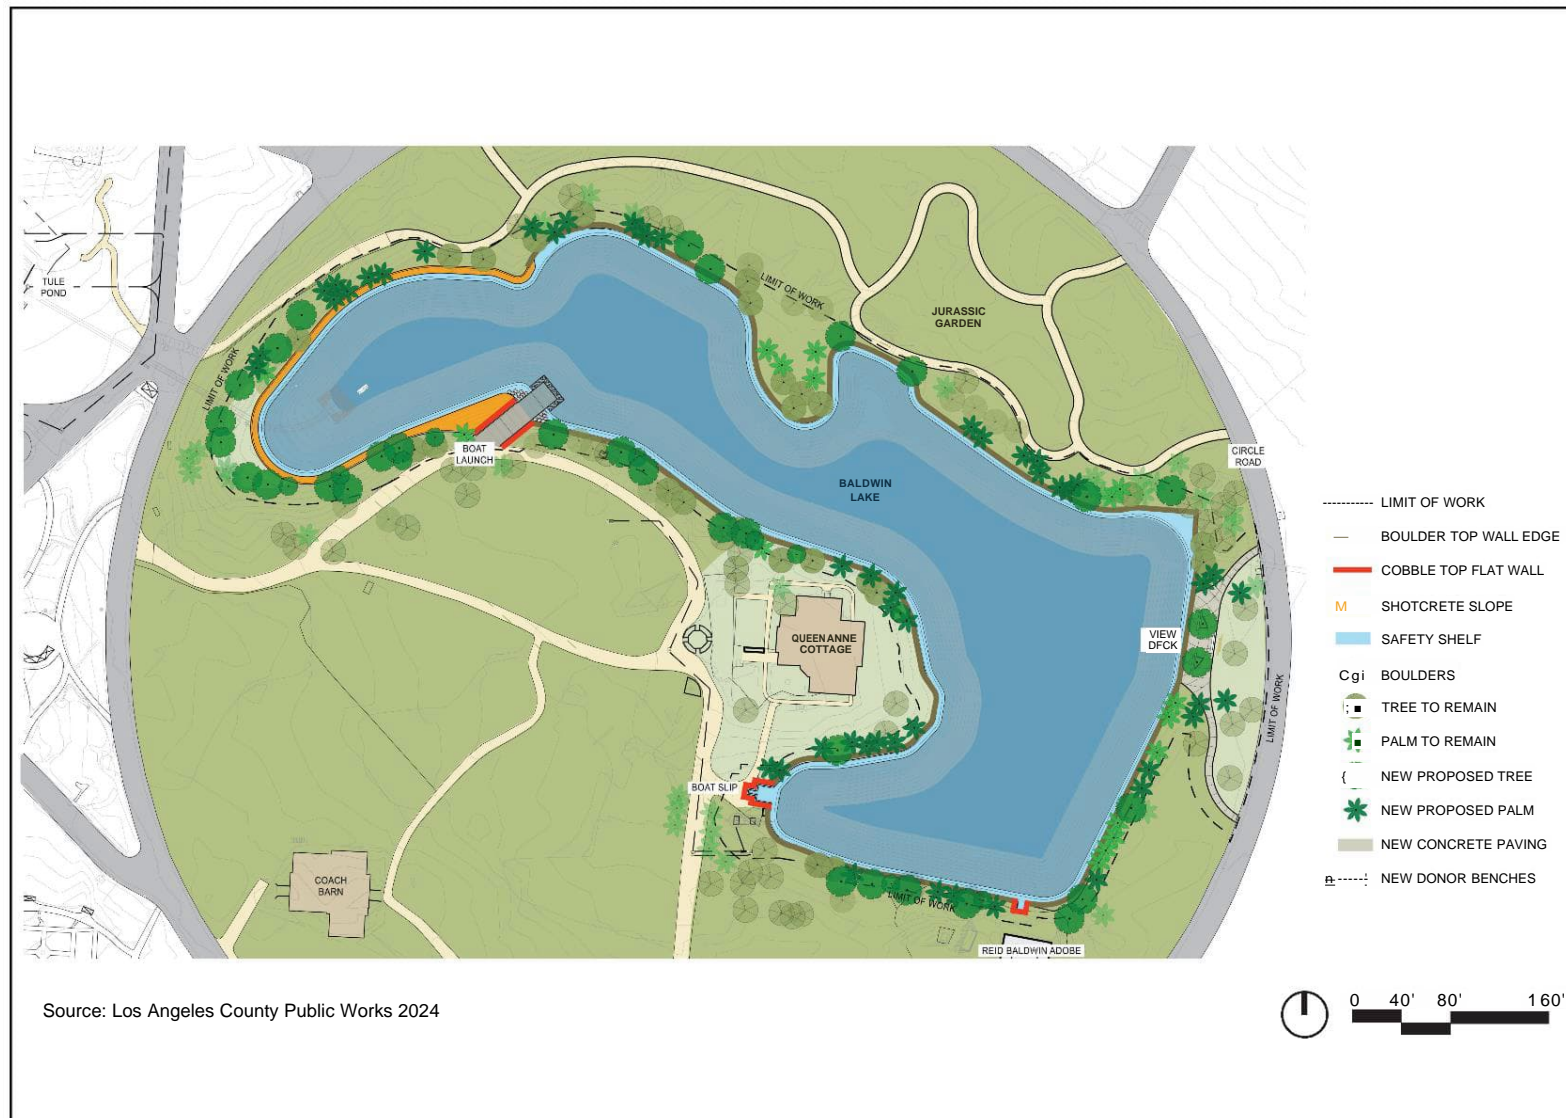 TULE
POND
LIMIT OF WORK
LIMIT OF WORK
JURASSIC
GARDEN
BOAT
LAUNCH
BALDWIN
LAKE
CIRCLE
ROAD
QUEEN ANNE
COTTAGE
VIEW
DFCK
LIMIT OF WORK
BOAT SLIP
COACH
BARN
LIMIT OF WORK
REID BALDWIN ADOBE
LIMIT OF WORK
BOULDER TOP WALL EDGE
COBBLE TOP FLAT WALL
M SHOTCRETE SLOPE
SAFETY SHELF
Cgi BOULDERS
TREE TO REMAIN
PALM TO REMAIN
{ NEW PROPOSED TREE
NEW PROPOSED PALM
NEW CONCRETE PAVING
NEW DONOR BENCHES
Source: Los Angeles County Public Works 2024
0 40' 80' 160'